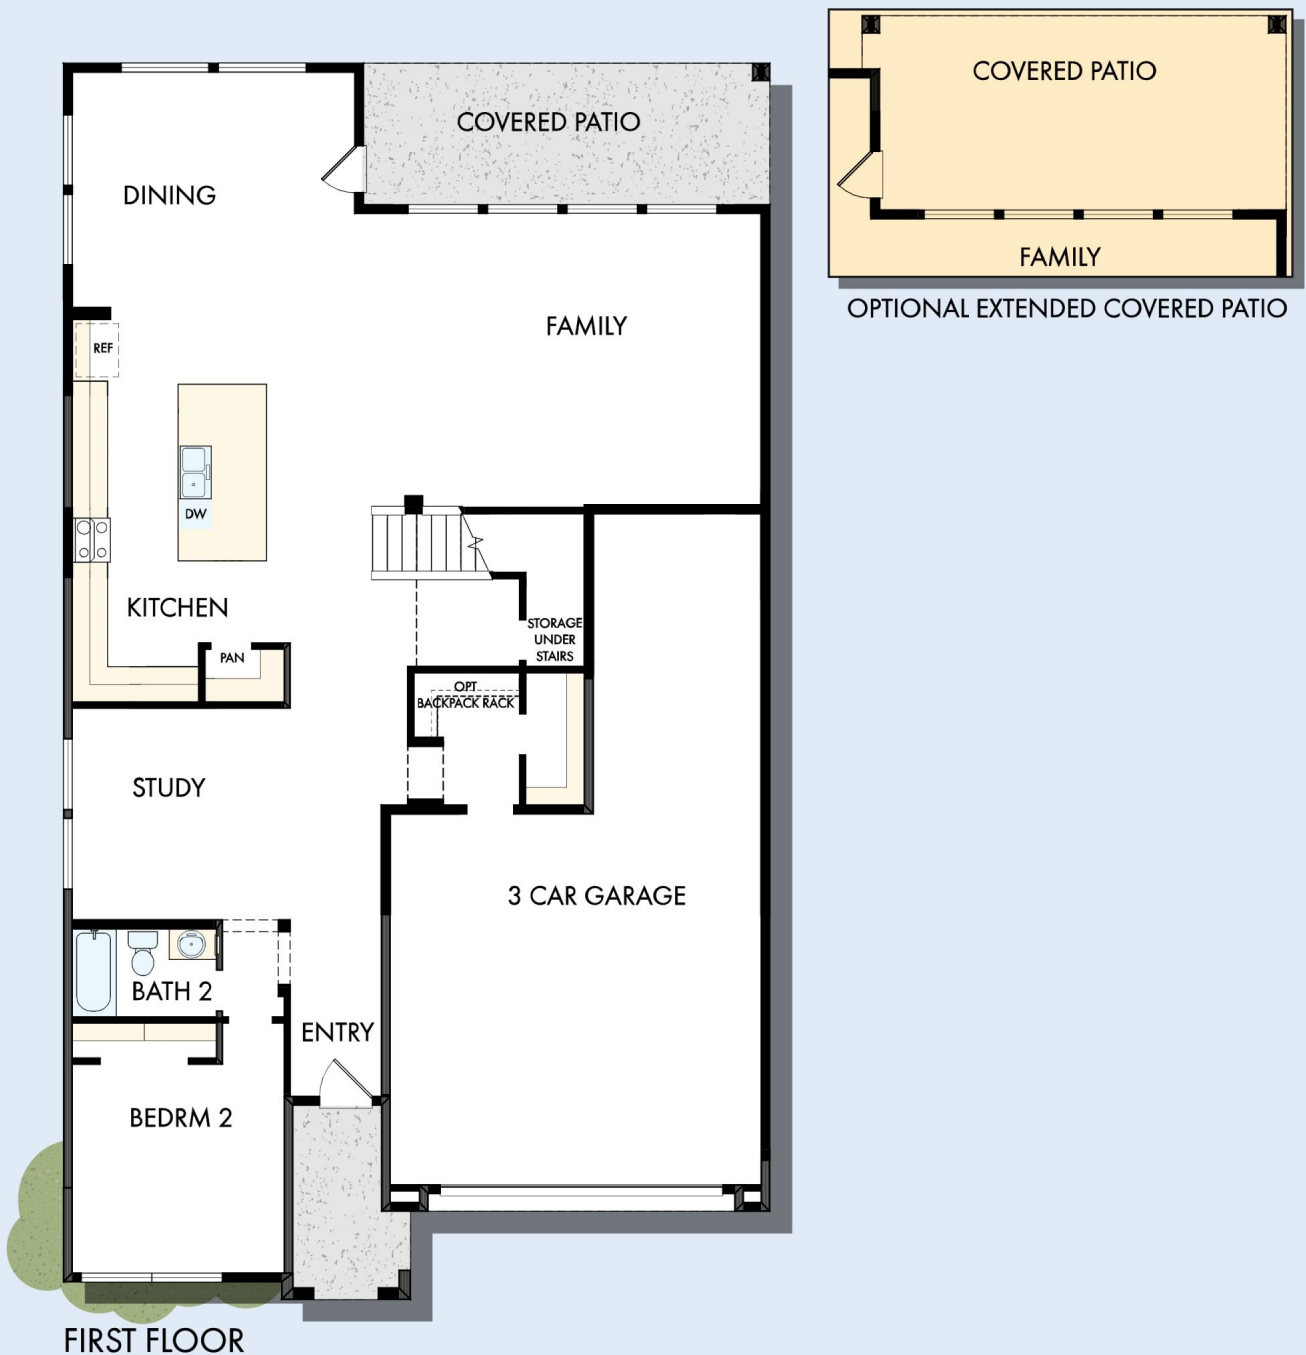 COVERED PATIO
COVERED PATIO
DINING
FAMILY
OPTIONAL EXTENDED COVERED PATIO
FAMILY
REF
DW
KITCHEN
STORAGE
UNDER
STAIRS
PAN
OPT
BACKPACK RACK
STUDY
3 CAR GARAGE
BATH 2
ENTRY
BEDRM 2
FIRST FLOOR